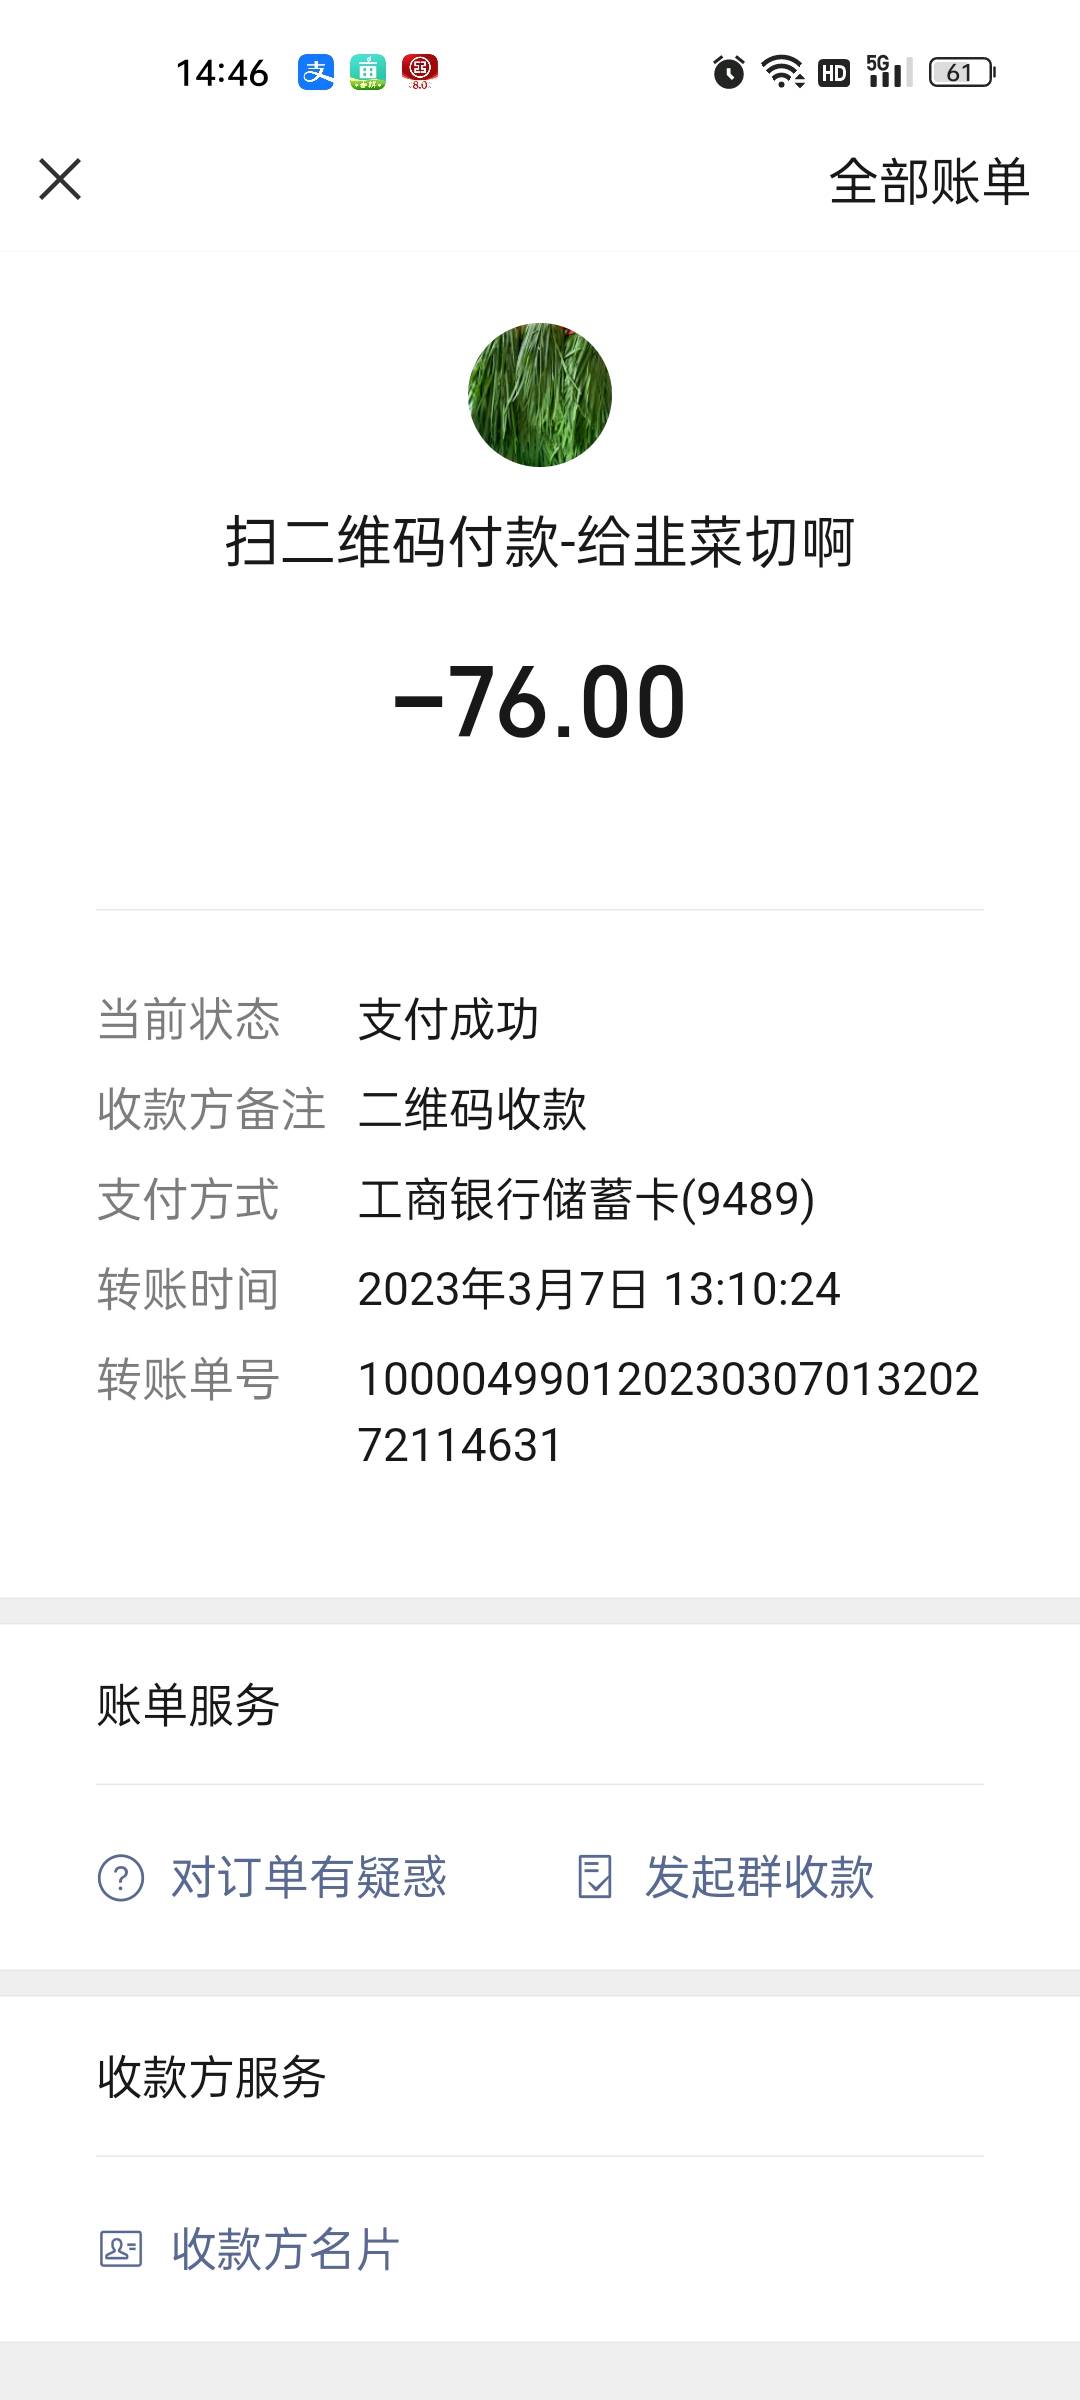 14:46
HD
5G
61
全部账单
扫二维码付款-给韭菜切啊
-76.00
当前状态 支付成功
收款方备注 二维码收款
支付方式 工商银行储蓄卡(9489)
转账时间 2023年3月7日 13:10:24
转账单号 100004990120230307013202
72114631
账单服务
对订单有疑惑 发起群收款
收款方服务
收款方名片